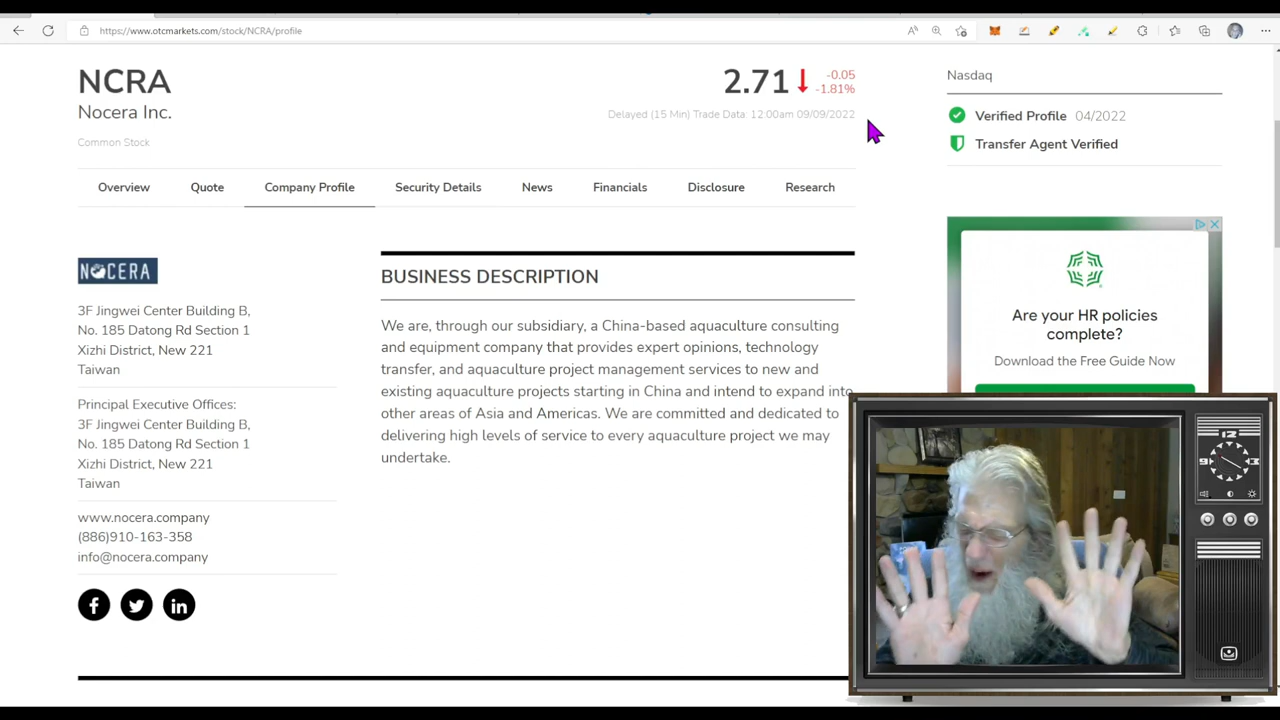 https://www.otcmarkets.com/stock/NCRA/profile
NCRA
Nocera Inc.
Common Stock
2.71
-0.05
-1.81%
Delayed (15 Min) Trade Data: 12:00am 09/09/2022
Nasdaq
Verified Profile 04/2022
Transfer Agent Verified
Overview Quote Company Profile Security Details News Financials Disclosure Research
NOCERA
3F Jingwei Center Building B,
No. 185 Datong Rd Section 1
Xizhi District, New 221
Taiwan
Principal Executive Offices:
3F Jingwei Center Building B,
No. 185 Datong Rd Section 1
Xizhi District, New 221
Taiwan
www.nocera.company
(886)910-163-358
info@nocera.company
BUSINESS DESCRIPTION
We are, through our subsidiary, a China-based aquaculture consulting
and equipment company that provides expert opinions, technology
transfer, and aquaculture project management services to new and
existing aquaculture projects starting in China and intend to expand into
other areas of Asia and Americas. We are committed and dedicated to
delivering high levels of service to every aquaculture project we may
undertake.
Are your HR policies
complete?
Download the Free Guide Now
12
9 3